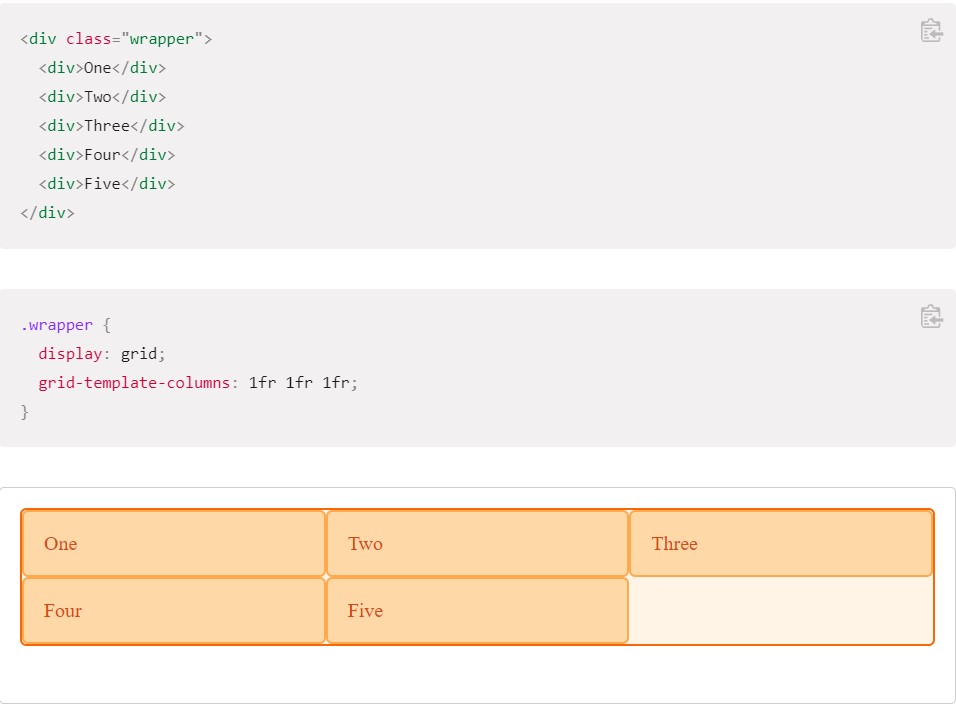 <div class="wrapper">
  <div>One</div>
  <div>Two</div>
  <div>Three</div>
  <div>Four</div>
  <div>Five</div>
</div>
.wrapper {
  display: grid;
  grid-template-columns: 1fr 1fr 1fr;
}
One Two Three
Four Five